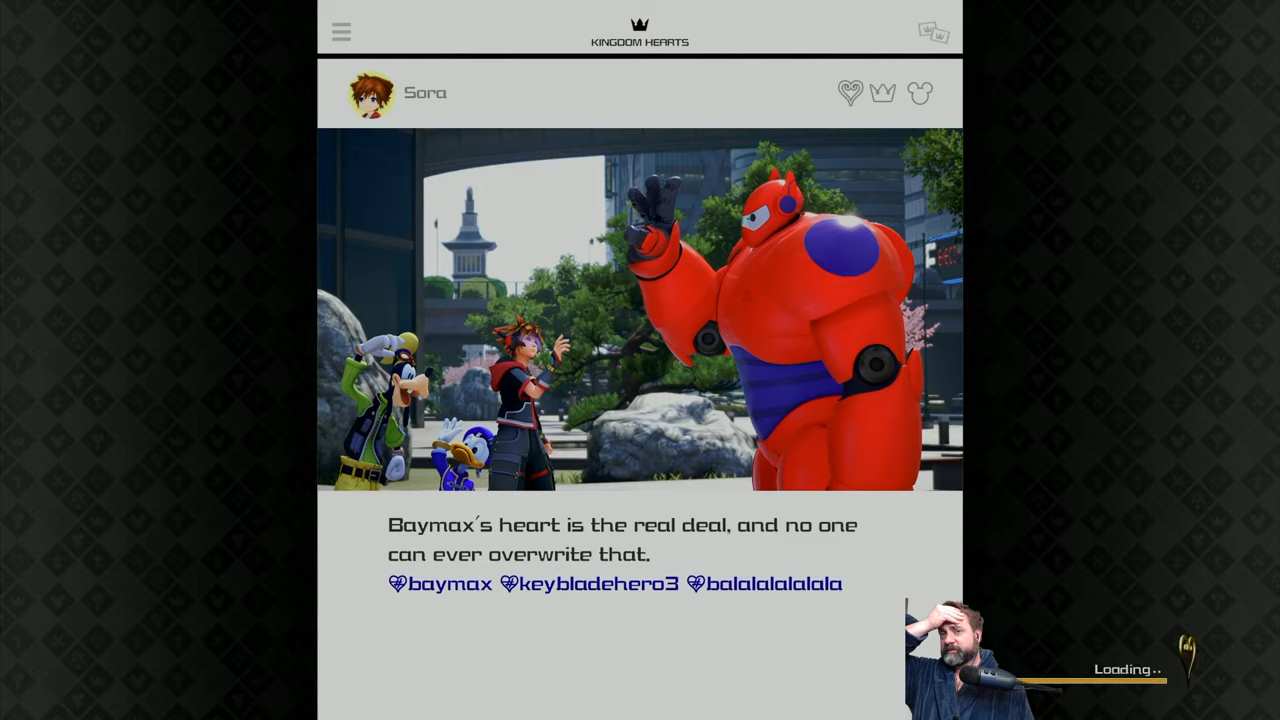 KINGDOM HEARTS
Sora
Baymax's heart is the real deal, and no one
can ever overwrite that.
baymax keybladehero3 balalalalalala
Loading..